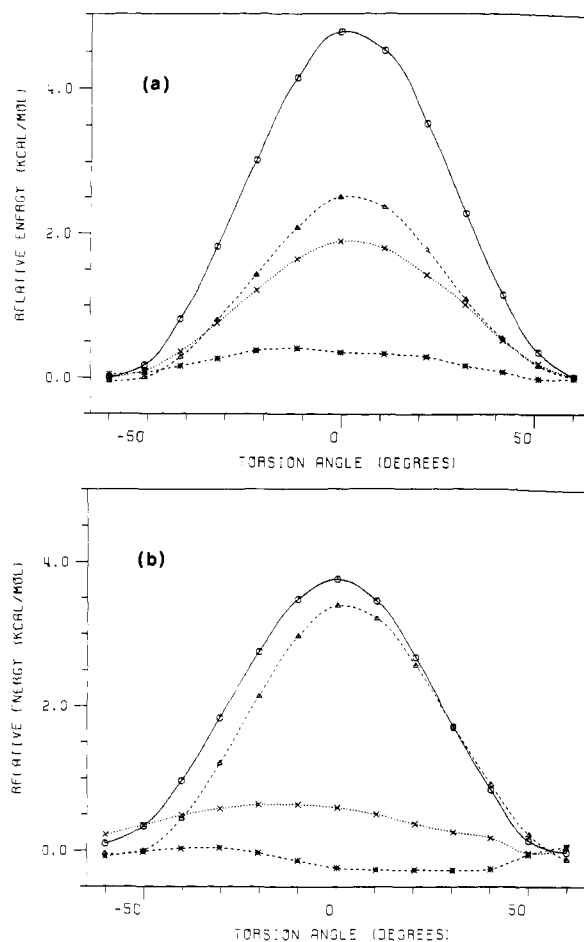 (a)
4.0
2.0
0.0
RELATIVE ENERGY (KCAL/MOL)
-50
0
50
TORSION ANGLE (DEGREES)
(b)
4.0
2.0
0.0
RELATIVE ENERGY (KCAL/MOL)
-50
0
50
TORSION ANGLE (DEGREES)